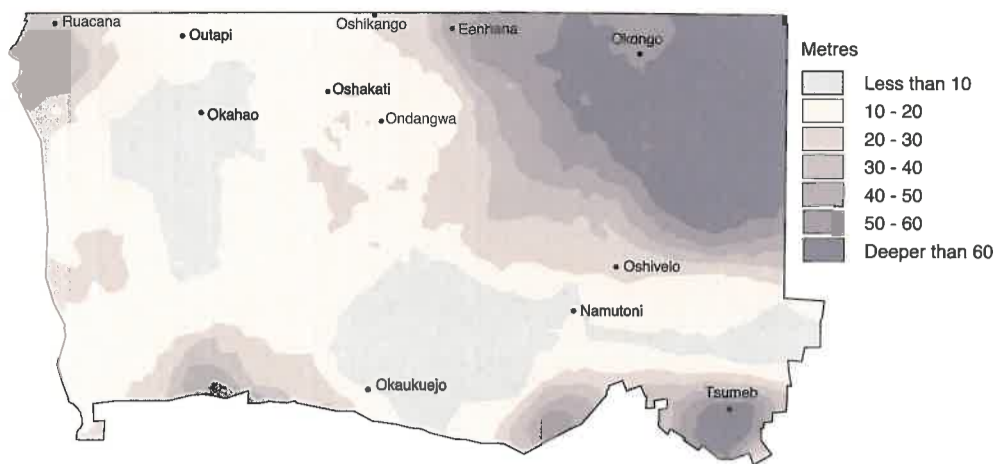 Ruacana
Outapi
Oshikango
Eenhana
Okongo
Oshakati
Okahao
Ondangwa
Oshivelo
Namutoni
Okaukuejo
Tsumeb
Metres
Less than 10
10 - 20
20 - 30
30 - 40
40 - 50
50 - 60
Deeper than 60